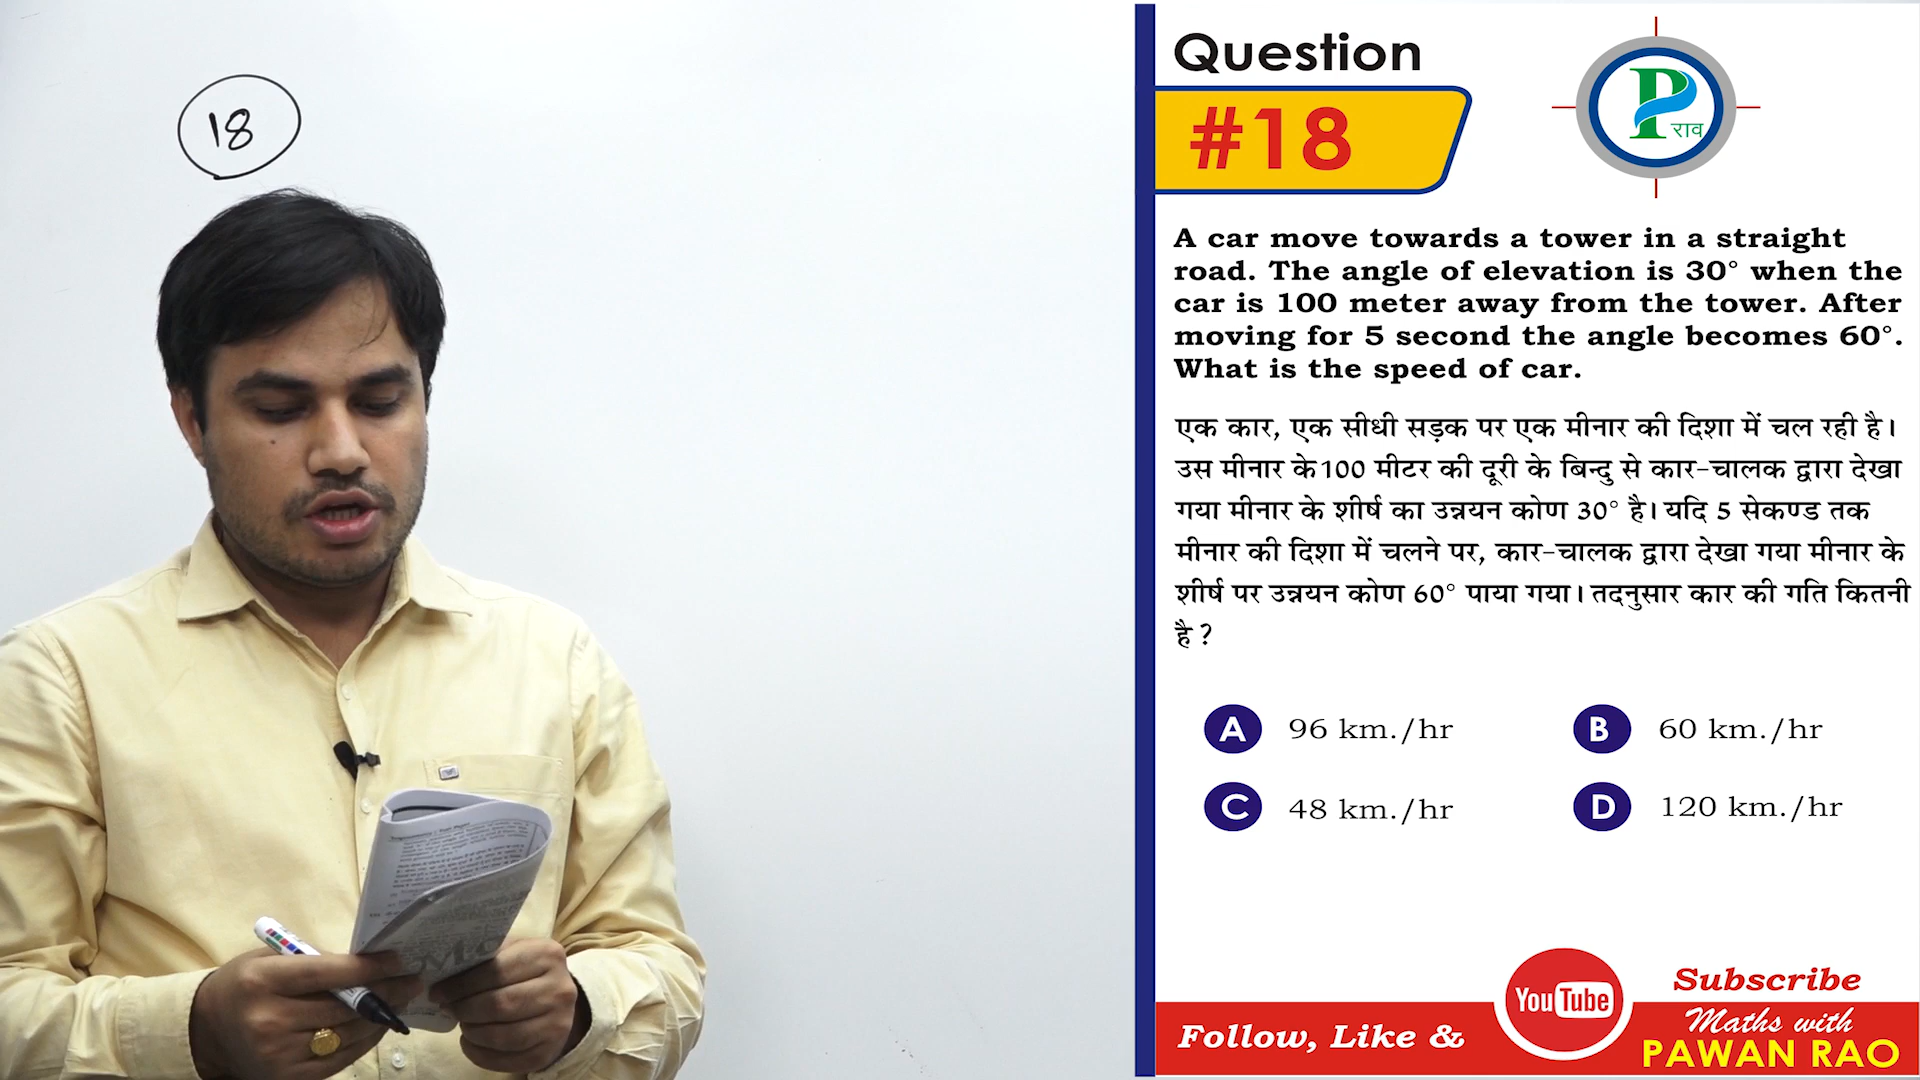 18
Question
#18
P
राव
A car move towards a tower in a straight
road. The angle of elevation is 30° when the
car is 100 meter away from the tower. After
moving for 5 second the angle becomes 60°.
What is the speed of car.
एक कार, एक सीधी सड़क पर एक मीनार की दिशा में चल रही है।
उस मीनार के100 मीटर की दूरी के बिन्दु से कार-चालक द्वारा देखा
गया मीनार के शीर्ष का उन्नयन कोण 30° है। यदि 5 सेकण्ड तक
मीनार की दिशा में चलने पर, कार-चालक द्वारा देखा गया मीनार के
शीर्ष पर उन्नयन कोण 60° पाया गया। तदनुसार कार की गति कितनी
है ?
A 96 km./hr
B 60 km./hr
C 48 km./hr
D 120 km./hr
Follow, Like &
YouTube
Subscribe
Maths with
PAWAN RAO